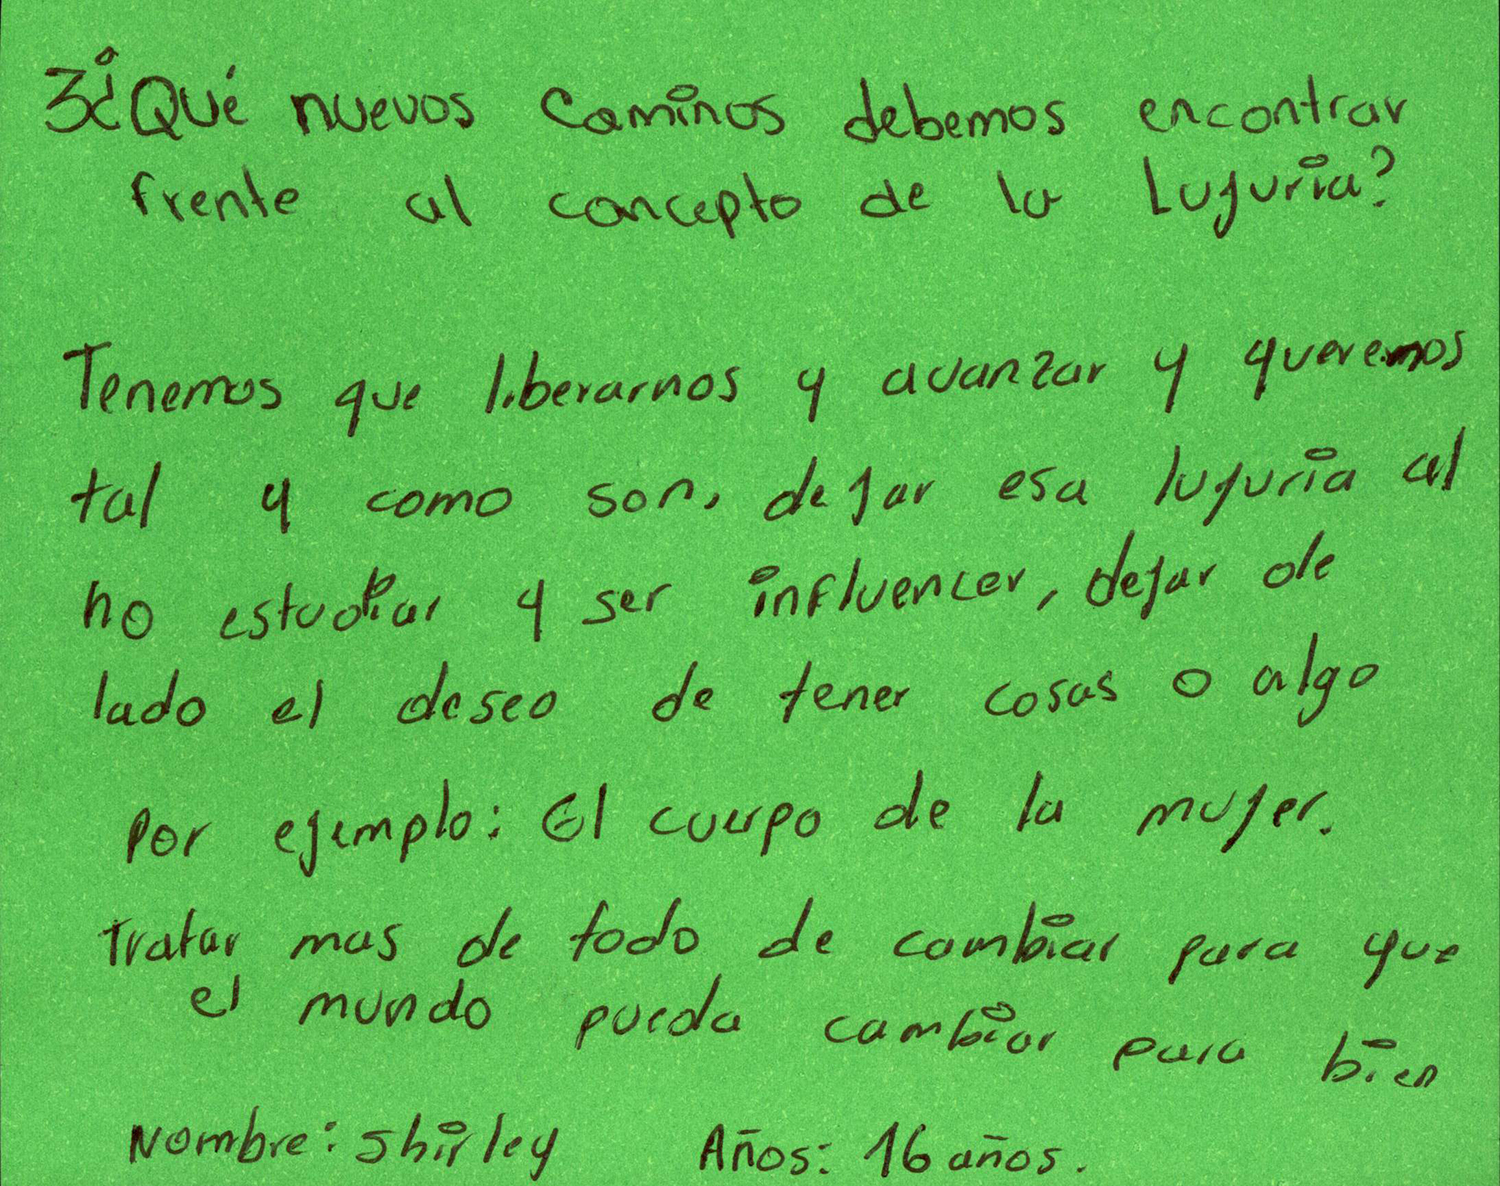 3¿Qué nuevos caminos debemos encontrar
frente al concepto de la Lujuria?
Tenemos que liberarnos y avanzar y queremos
tal y como son, dejar esa lujuria al
no estudiar y ser influencer, dejar de
lado el deseo de tener cosas o algo
Por ejemplo: El cuerpo de la mujer.
Tratar mas de todo de cambiar para que
el mundo pueda cambiar para bien
Nombre: Shirley Años: 16 años.